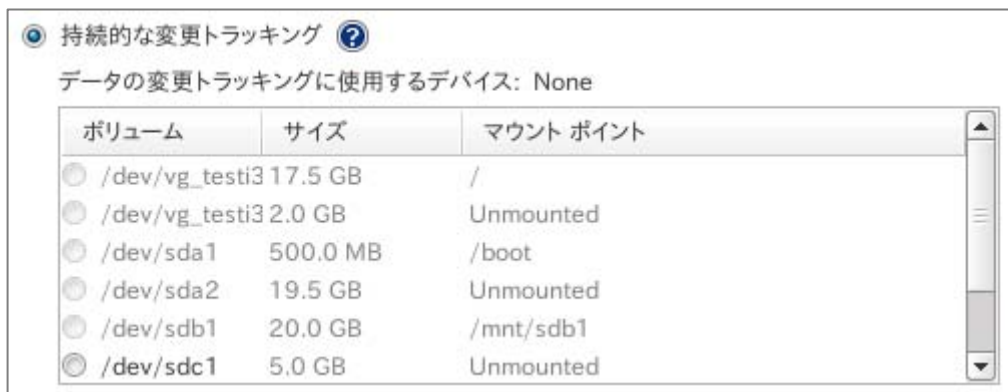 持続的な変更トラッキング ?
データの変更トラッキングに使用するデバイス: None
ボリューム サイズ マウント ポイント
/dev/vg_testi3 17.5 GB /
/dev/vg_testi3 2.0 GB Unmounted
/dev/sda1 500.0 MB /boot
/dev/sda2 19.5 GB Unmounted
/dev/sdb1 20.0 GB /mnt/sdb1
/dev/sdc1 5.0 GB Unmounted